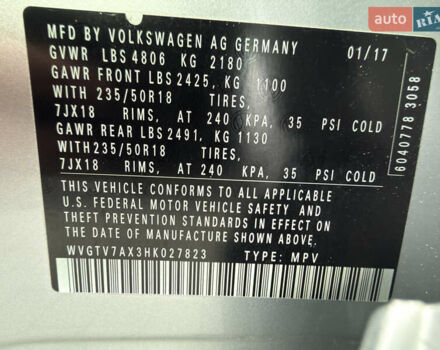 AUTO RIA
MFD BY VOLKSWAGEN AG GERMANY 01/17
GVWR LBS 4806 KG 2180
GAWR FRONT LBS 2425, KG 1100
WITH 235/50R18 TIRES,
7JX18 RIMS, AT 240 KPA, 35 PSI COLD
GAWR REAR LBS 2491, KG 1130
WITH 235/50R18 TIRES,
7JX18 RIMS, AT 240 KPA, 35 PSI COLD
THIS VEHICLE CONFORMS TO ALL APPLICABLE
U.S. FEDERAL MOTOR VEHICLE SAFETY AND
THEFT PREVENTION STANDARDS IN EFFECT ON
THE DATE OF MANUFACTURE SHOWN ABOVE.
WVGTV7AX3HK027823 TYPE: MPV
6040778 3058